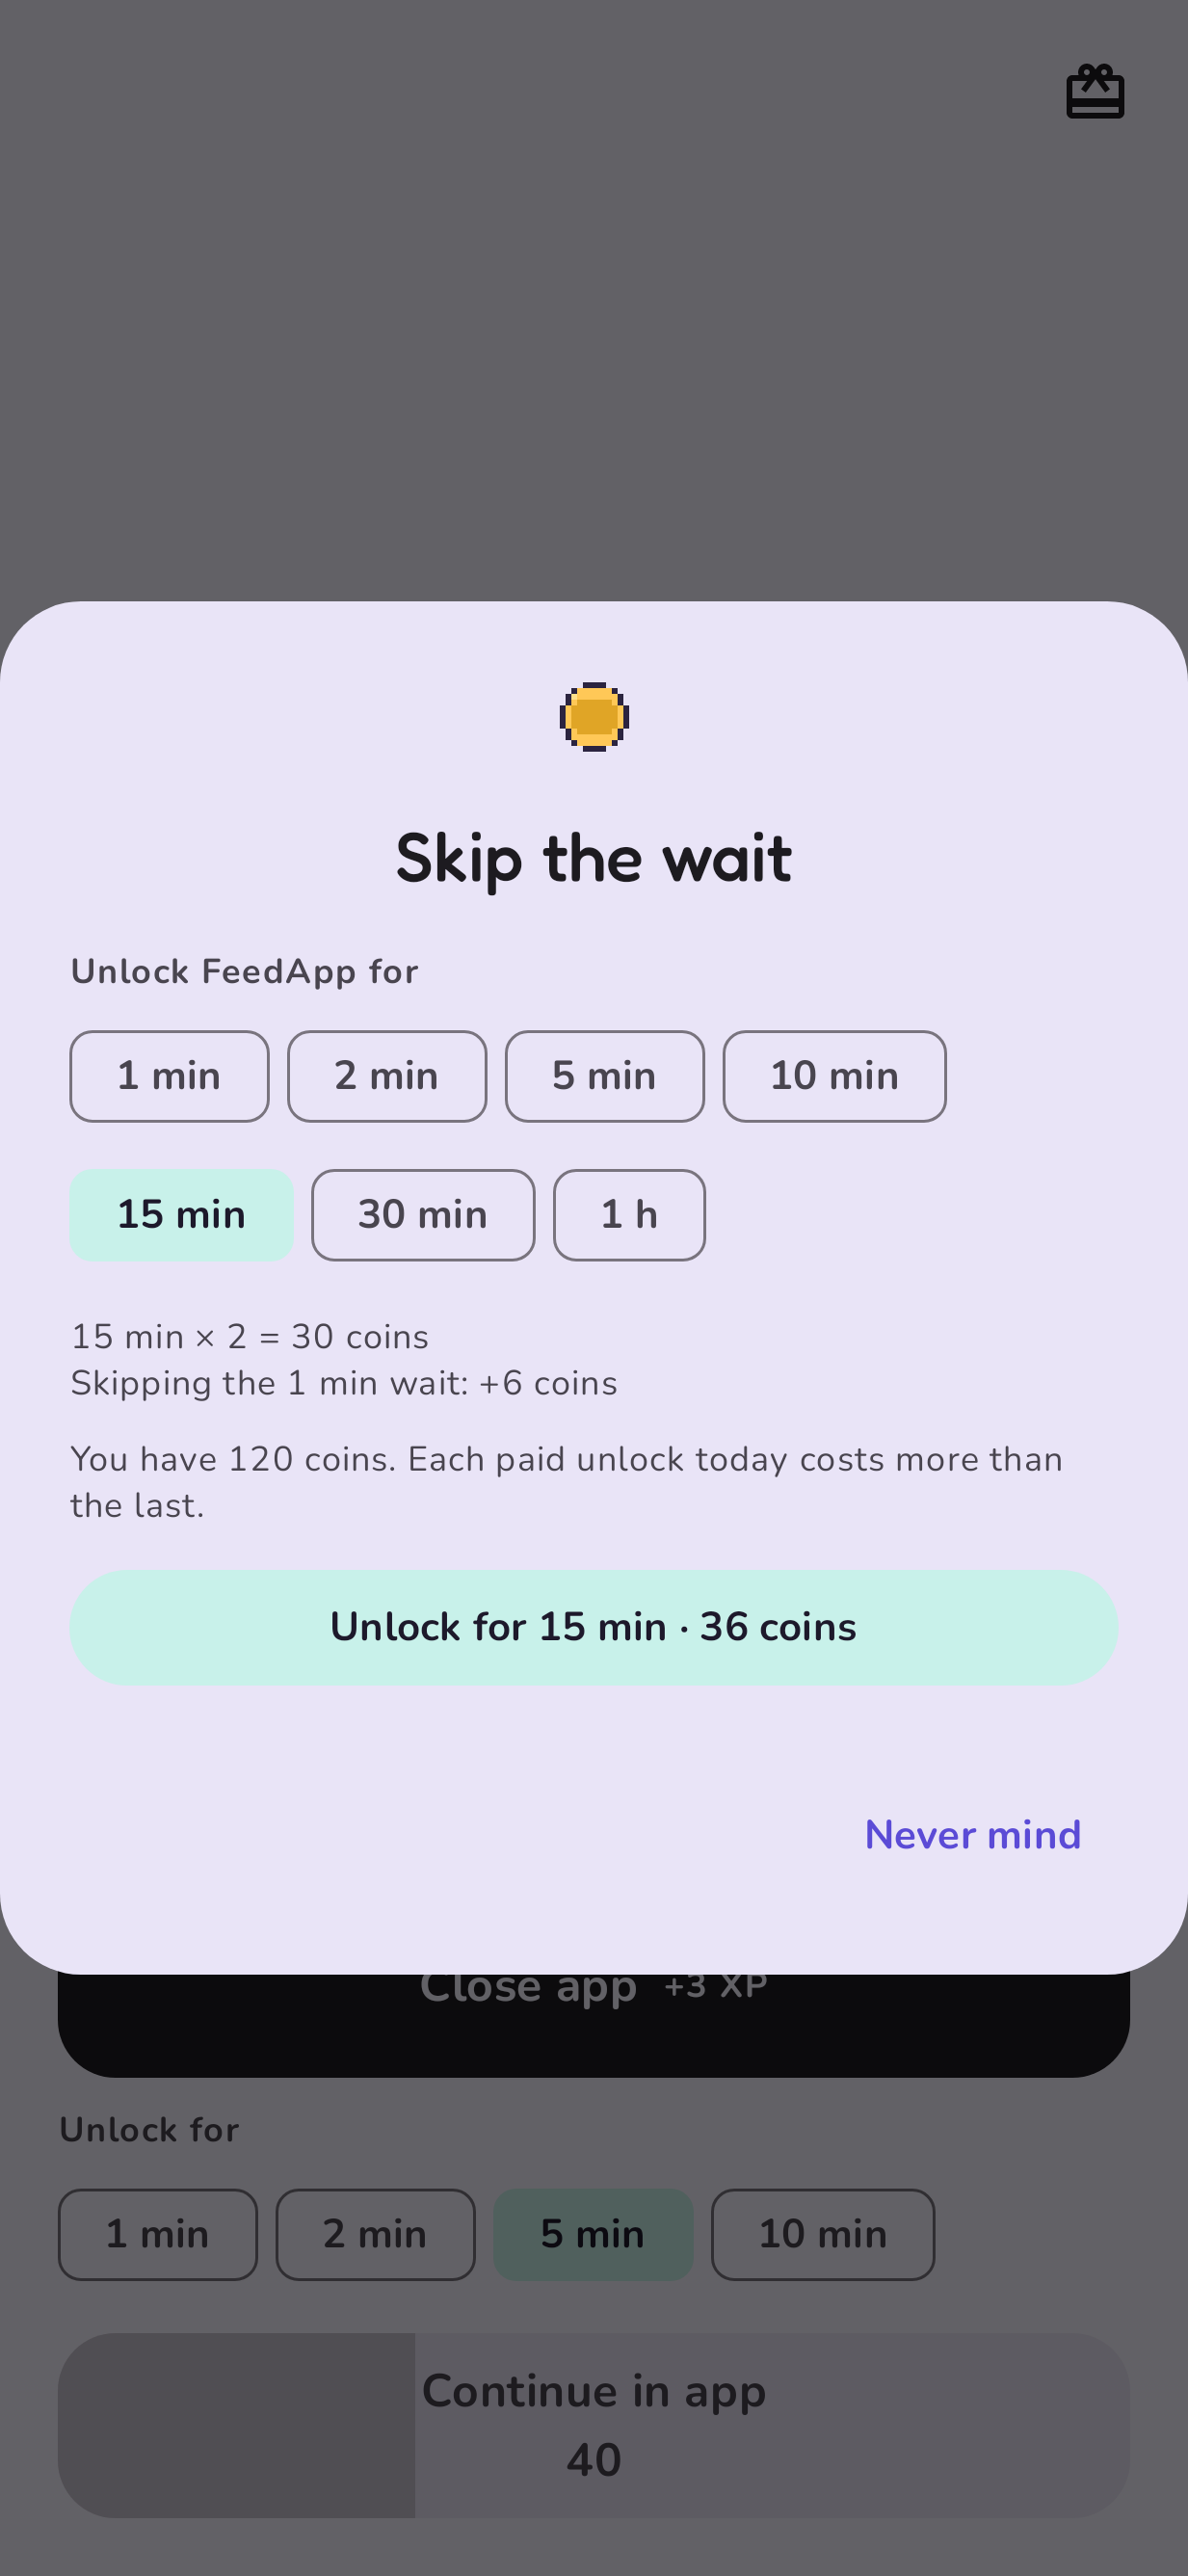 Skip the wait
Unlock FeedApp for
1 min
2 min
5 min
10 min
15 min
30 min
1 h
15 min × 2 = 30 coins
Skipping the 1 min wait: +6 coins
You have 120 coins. Each paid unlock today costs more than
the last.
Unlock for 15 min · 36 coins
Never mind
Close app +3 XP
Unlock for
1 min
2 min
5 min
10 min
Continue in app
40